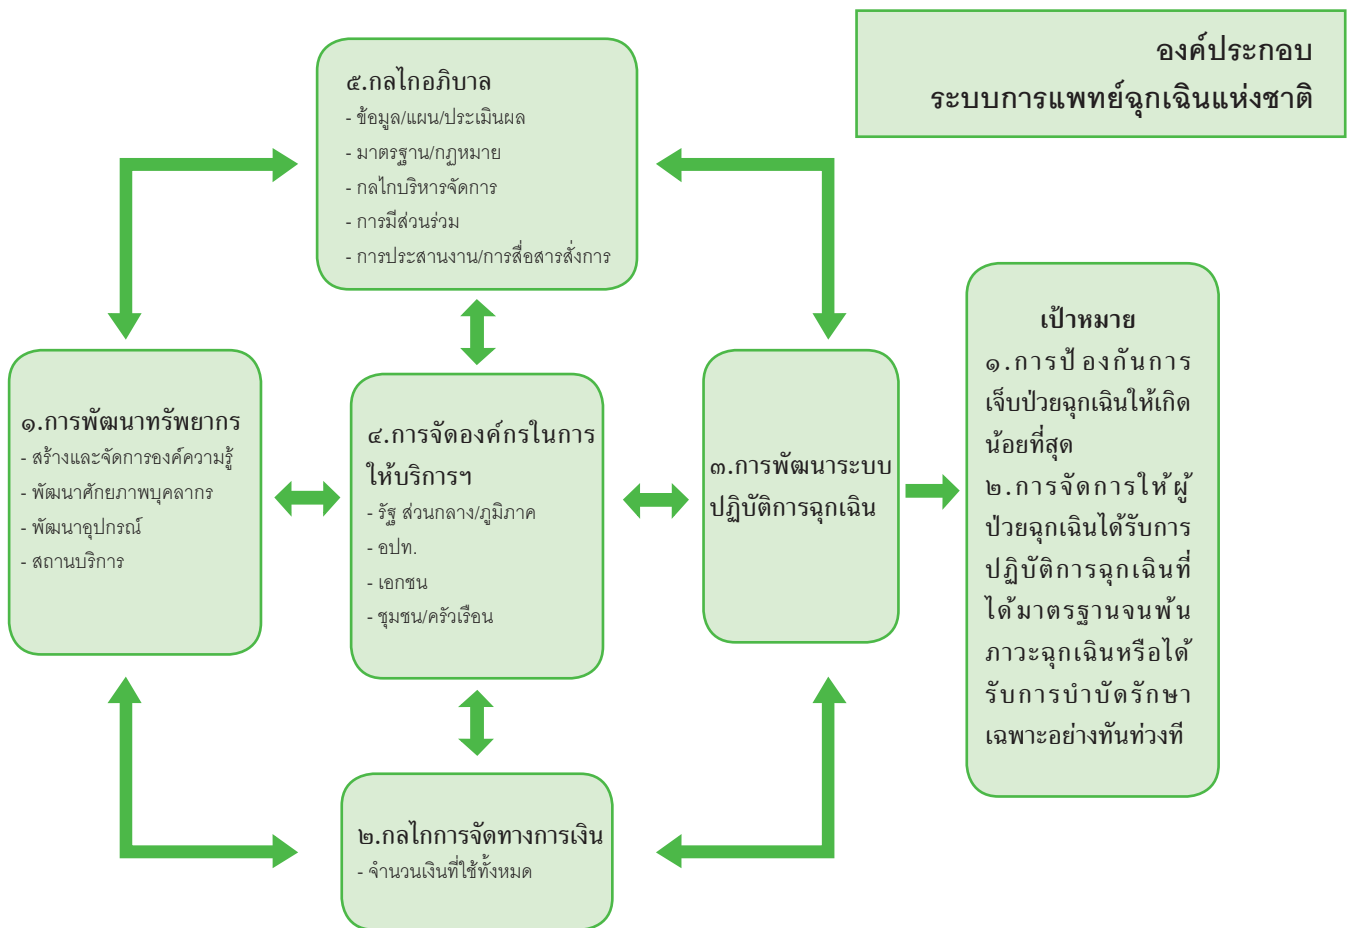 องค์ประกอบ
ระบบการแพทย์ฉุกเฉินแห่งชาติ
๕.กลไกอภิบาล
- ข้อมูล/แผน/ประเมินผล
- มาตรฐาน/กฎหมาย
- กลไกบริหารจัดการ
- การมีส่วนร่วม
- การประสานงาน/การสื่อสารสั่งการ
๑.การพัฒนาทรัพยากร
- สร้างและจัดการองค์ความรู้
- พัฒนาศักยภาพบุคลากร
- พัฒนาอุปกรณ์
- สถานบริการ
๔.การจัดองค์กรในการ
ให้บริการฯ
- รัฐ ส่วนกลาง/ภูมิภาค
- อปท.
- เอกชน
- ชุมชน/ครัวเรือน
๓.การพัฒนาระบบ
ปฏิบัติการฉุกเฉิน
เป้าหมาย
๑.การป้องกันการ
เจ็บป่วยฉุกเฉินให้เกิด
น้อยที่สุด
๒.การจัดการให้ผู้
ป่วยฉุกเฉินได้รับการ
ปฏิบัติการฉุกเฉินที่
ได้มาตรฐานจนพ้น
ภาวะฉุกเฉินหรือได้
รับการบำบัดรักษา
เฉพาะอย่างทันท่วงที
๒.กลไกการจัดทางการเงิน
- จำนวนเงินที่ใช้ทั้งหมด